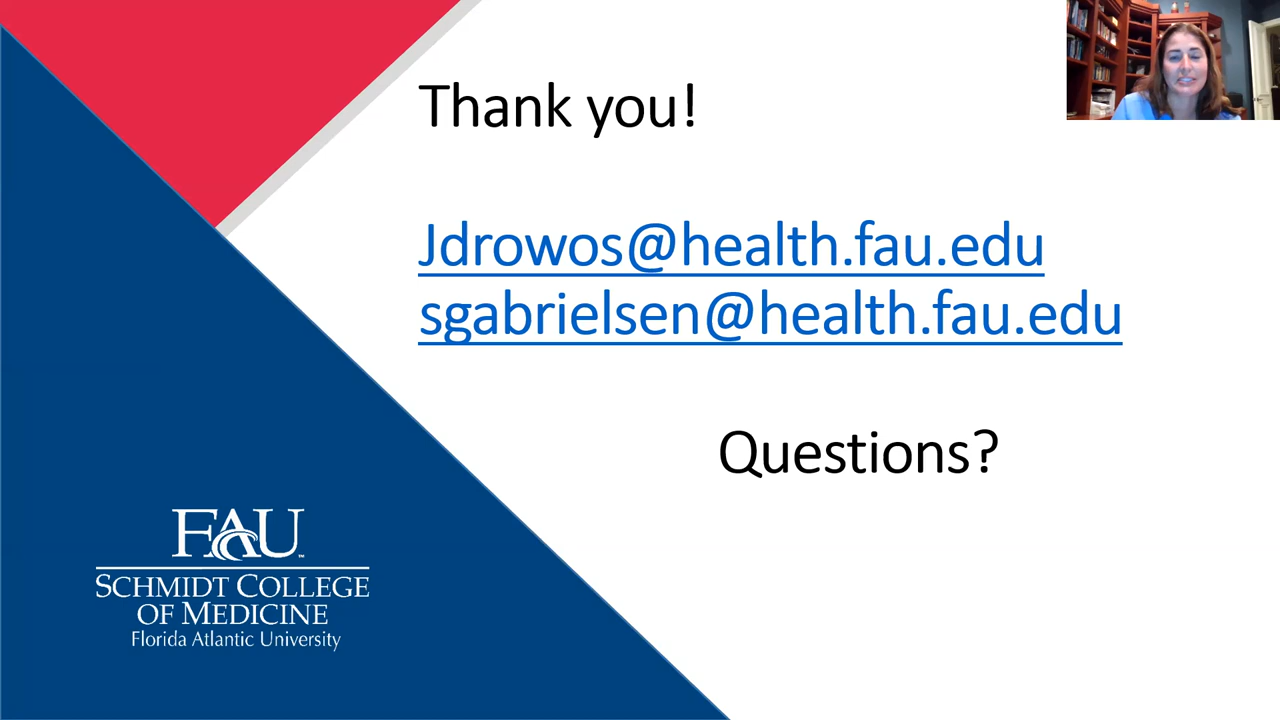 Thank you!
Jdrowos@health.fau.edu
sgabrielsen@health.fau.edu
Questions?
FAU
SCHMIDT COLLEGE
OF MEDICINE
Florida Atlantic University